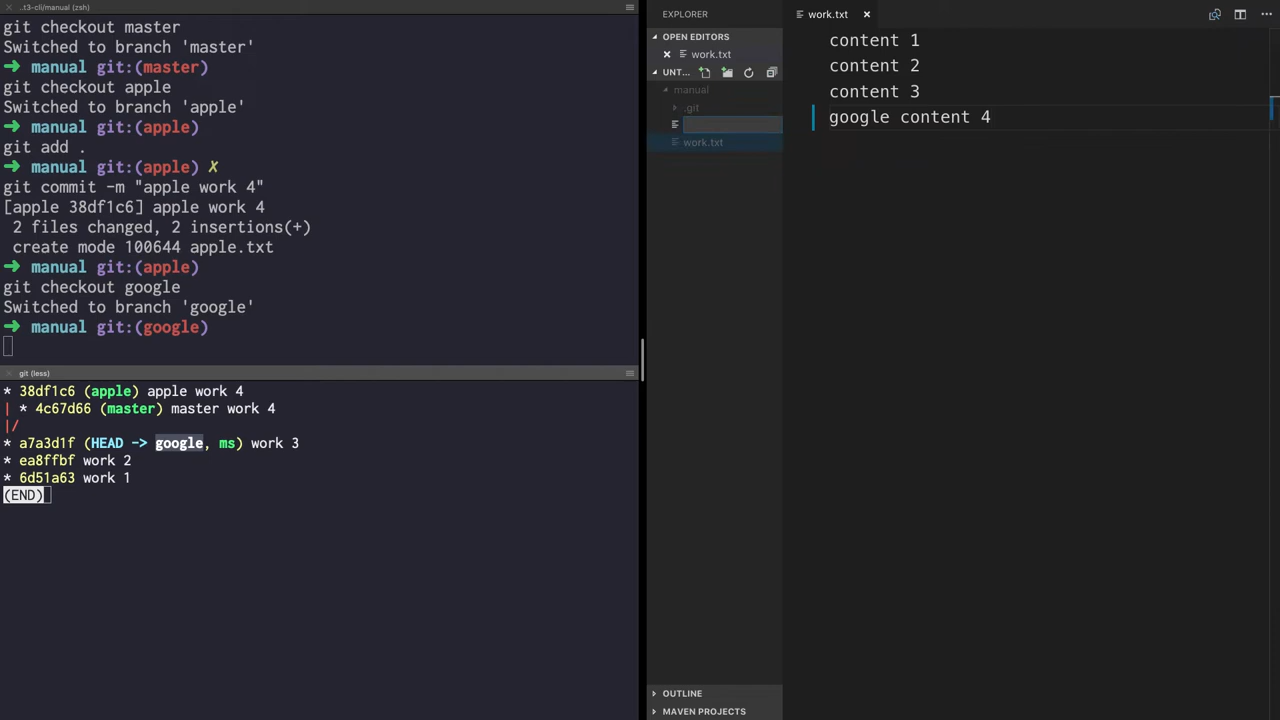 ..t3-cli/manual (zsh)
git checkout master
Switched to branch 'master'
➜ manual git:(master)
git checkout apple
Switched to branch 'apple'
➜ manual git:(apple)
git add .
➜ manual git:(apple) ✗
git commit -m "apple work 4"
[apple 38df1c6] apple work 4
2 files changed, 2 insertions(+)
create mode 100644 apple.txt
➜ manual git:(apple)
git checkout google
Switched to branch 'google'
➜ manual git:(google)
git (less)
* 38df1c6 (apple) apple work 4
| * 4c67d66 (master) master work 4
|/
* a7a3d1f (HEAD -> google, ms) work 3
* ea8ffbf work 2
* 6d51a63 work 1
(END)
EXPLORER
OPEN EDITORS
work.txt
UNT...
manual
.git
work.txt
OUTLINE
MAVEN PROJECTS
work.txt
content 1
content 2
content 3
google content 4